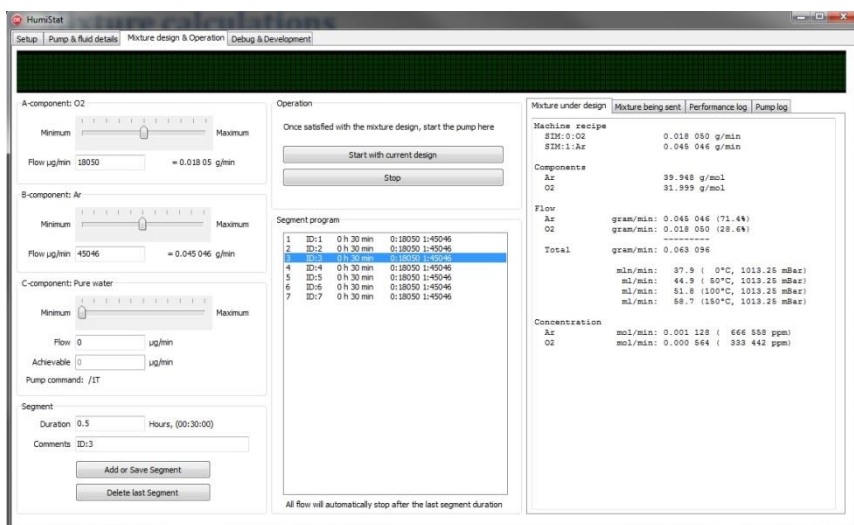 HumiStat
Setup Pump & fluid details Mixture design & Operation Debug & Development
A-component: O2
Minimum Maximum
Flow µg/min 18050 = 0.018 05 g/min
B-component: Ar
Minimum Maximum
Flow µg/min 45046 = 0.045 046 g/min
C-component: Pure water
Minimum Maximum
Flow 0 µg/min
Achievable 0 µg/min
Pump command: /1T
Segment
Duration 0.5 Hours, (00:30:00)
Comments ID:3
Add or Save Segment
Delete last Segment
Operation
Once satisfied with the mixture design, start the pump here
Start with current design
Stop
Segment program
1 ID:1 0 h 30 min 0:18050 1:45046
2 ID:2 0 h 30 min 0:18050 1:45046
3 ID:3 0 h 30 min 0:18050 1:45046
4 ID:4 0 h 30 min 0:18050 1:45046
5 ID:5 0 h 30 min 0:18050 1:45046
6 ID:6 0 h 30 min 0:18050 1:45046
7 ID:7 0 h 30 min 0:18050 1:45046
All flow will automatically stop after the last segment duration
Mixture under design Mixture being sent Performance log Pump log
Machine recipe
SIM:0:O2 0.018 050 g/min
SIM:1:Ar 0.045 046 g/min
Components
Ar 39.948 g/mol
O2 31.999 g/mol
Flow
Ar gram/min: 0.045 046 (71.4%)
O2 gram/min: 0.018 050 (28.6%)
---------
Total gram/min: 0.063 096
mln/min: 37.9 ( 0°C, 1013.25 mBar)
ml/min: 44.9 ( 50°C, 1013.25 mBar)
ml/min: 51.8 (100°C, 1013.25 mBar)
ml/min: 58.7 (150°C, 1013.25 mBar)
Concentration
Ar mol/min: 0.001 128 ( 666 558 ppm)
O2 mol/min: 0.000 564 ( 333 442 ppm)